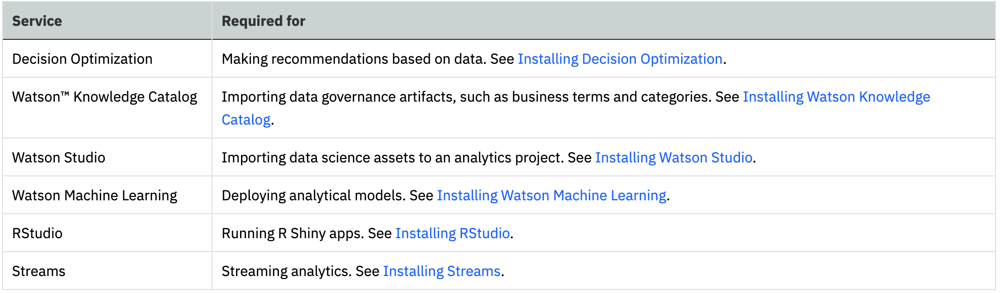 Service Required for
Decision Optimization Making recommendations based on data. See Installing Decision Optimization.
Watson™ Knowledge Catalog Importing data governance artifacts, such as business terms and categories. See Installing Watson Knowledge
Catalog.
Watson Studio Importing data science assets to an analytics project. See Installing Watson Studio.
Watson Machine Learning Deploying analytical models. See Installing Watson Machine Learning.
RStudio Running R Shiny apps. See Installing RStudio.
Streams Streaming analytics. See Installing Streams.